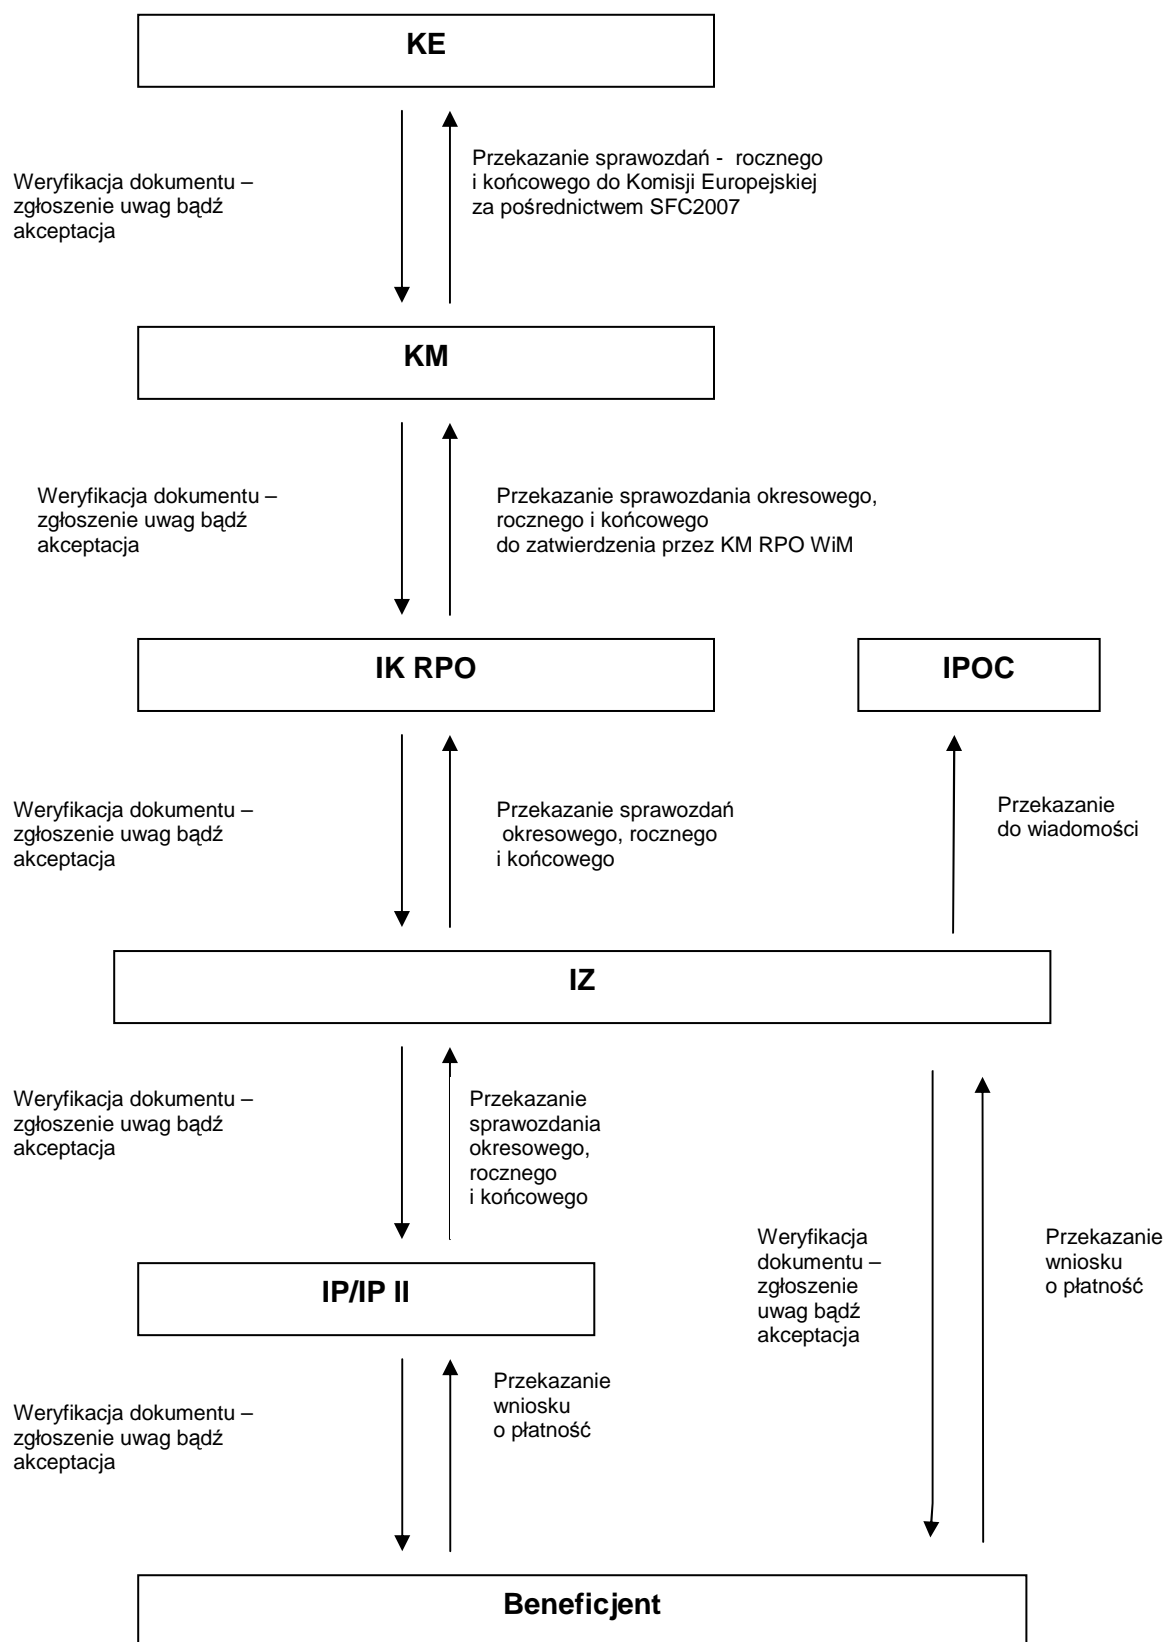 KE
Weryfikacja dokumentu –
zgłoszenie uwag bądź
akceptacja
Przekazanie sprawozdań - rocznego
i końcowego do Komisji Europejskiej
za pośrednictwem SFC2007
KM
Weryfikacja dokumentu –
zgłoszenie uwag bądź
akceptacja
Przekazanie sprawozdania okresowego,
rocznego i końcowego
do zatwierdzenia przez KM RPO WiM
IK RPO
IPOC
Weryfikacja dokumentu –
zgłoszenie uwag bądź
akceptacja
Przekazanie sprawozdań
okresowego, rocznego
i końcowego
Przekazanie
do wiadomości
IZ
Weryfikacja dokumentu –
zgłoszenie uwag bądź
akceptacja
Przekazanie
sprawozdania
okresowego,
rocznego
i końcowego
Weryfikacja
dokumentu –
zgłoszenie
uwag bądź
akceptacja
Przekazanie
wniosku
o płatność
IP/IP II
Weryfikacja dokumentu –
zgłoszenie uwag bądź
akceptacja
Przekazanie
wniosku
o płatność
Beneficjent